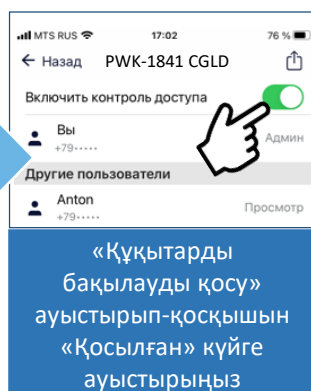 MTS RUS 17:02 76 %
← Назад PWK-1841 CGLD
Включить контроль доступа
Вы Админ
+79·····
Другие пользователи
Anton Просмотр
+79·····
«Құқытарды
бақылауды қосу»
ауыстырып-қосқышын
«Қосылған» күйге
ауыстырыңыз